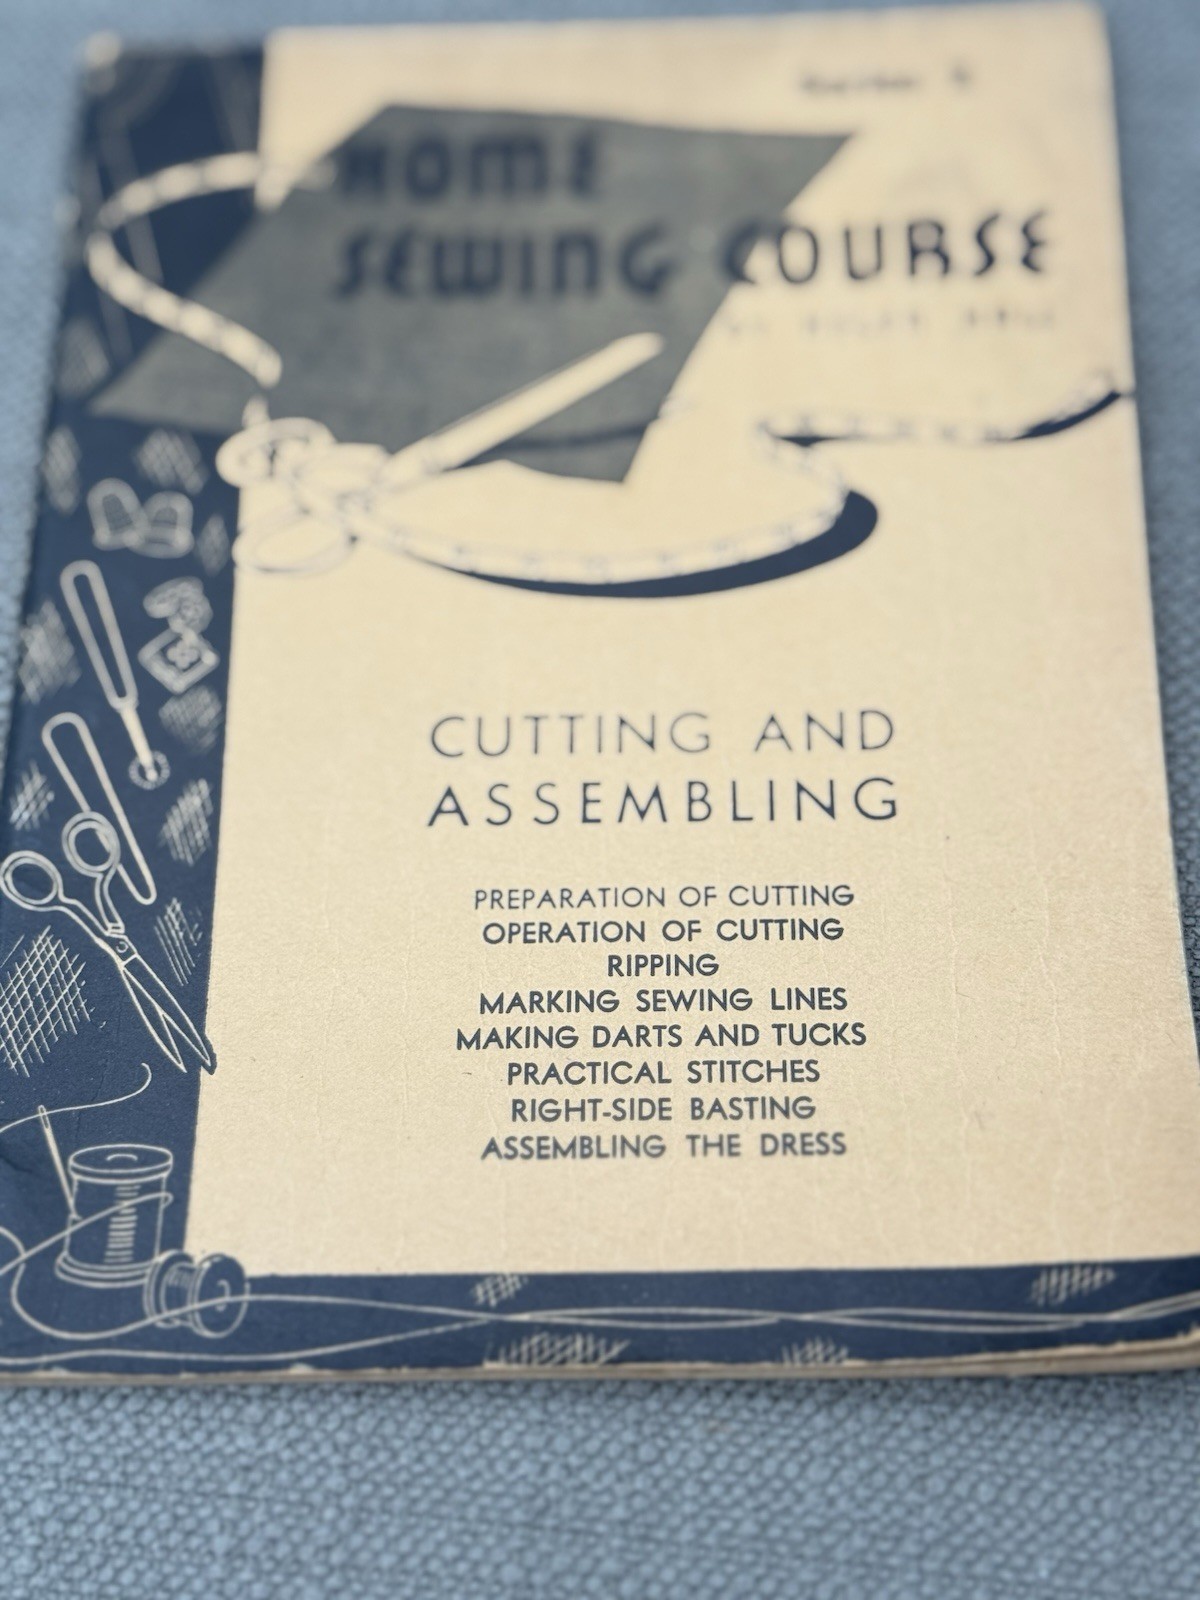 HOME
SEWING COURSE
CUTTING AND
ASSEMBLING
PREPARATION OF CUTTING
OPERATION OF CUTTING
RIPPING
MARKING SEWING LINES
MAKING DARTS AND TUCKS
PRACTICAL STITCHES
RIGHT-SIDE BASTING
ASSEMBLING THE DRESS